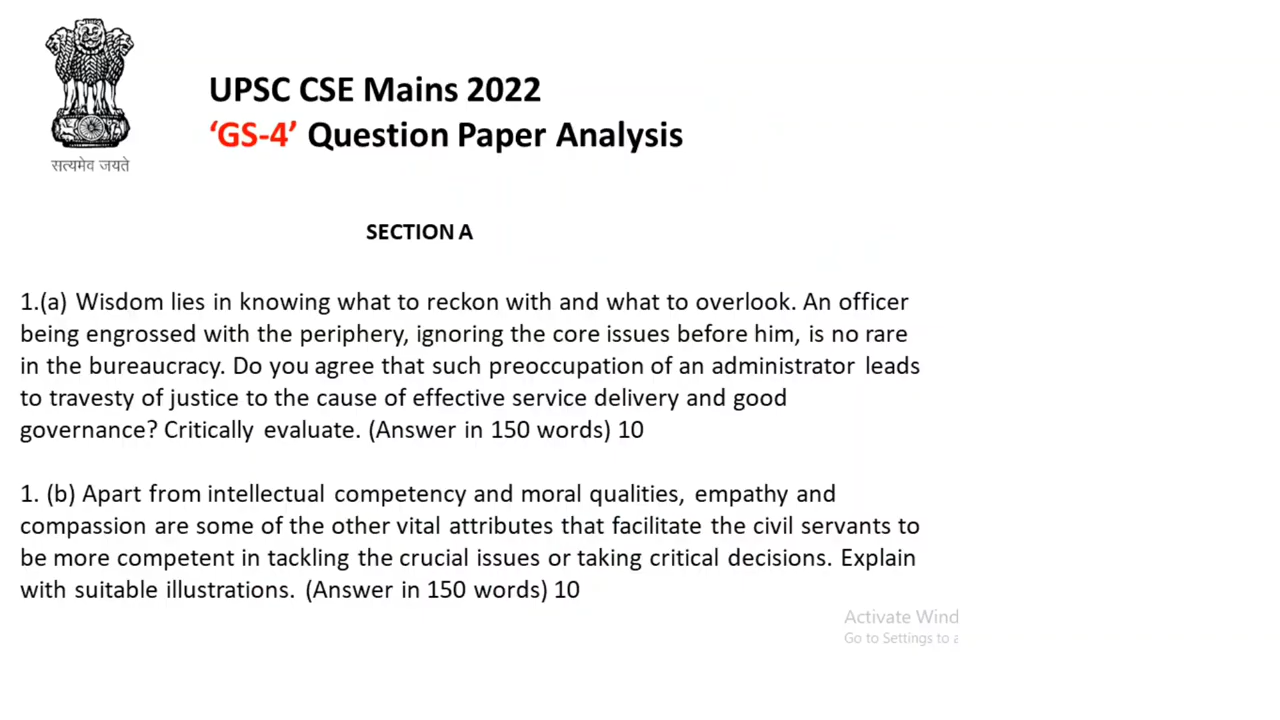 सत्यमेव जयते
UPSC CSE Mains 2022
‘GS-4’ Question Paper Analysis
SECTION A
1.(a) Wisdom lies in knowing what to reckon with and what to overlook. An officer
being engrossed with the periphery, ignoring the core issues before him, is no rare
in the bureaucracy. Do you agree that such preoccupation of an administrator leads
to travesty of justice to the cause of effective service delivery and good
governance? Critically evaluate. (Answer in 150 words) 10
1. (b) Apart from intellectual competency and moral qualities, empathy and
compassion are some of the other vital attributes that facilitate the civil servants to
be more competent in tackling the crucial issues or taking critical decisions. Explain
with suitable illustrations. (Answer in 150 words) 10
Activate Wind
Go to Settings to a